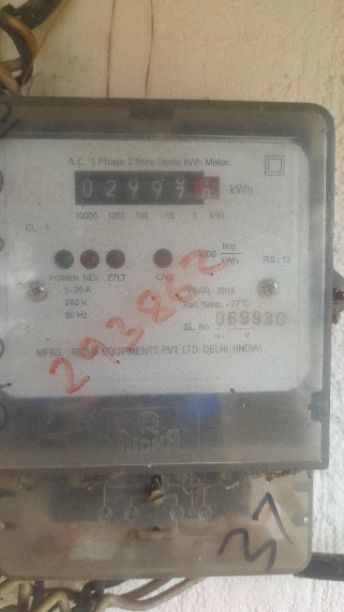 A.C. 1 Phase 2 Wire Static kWh Meter.
kWh
10000 1000 100 10 1 1/10
CL - 1
POWER REV E/LT CAL
imp
kWh
RS : 12
5-20 A
240 V.
50 Hz.
YEAR : 2016
Ref. Temp. - 27°C
SL. No. 069930
293862
MFRS : EQUIPMENTS PVT. LTD. DELHI, (INDIA)
37